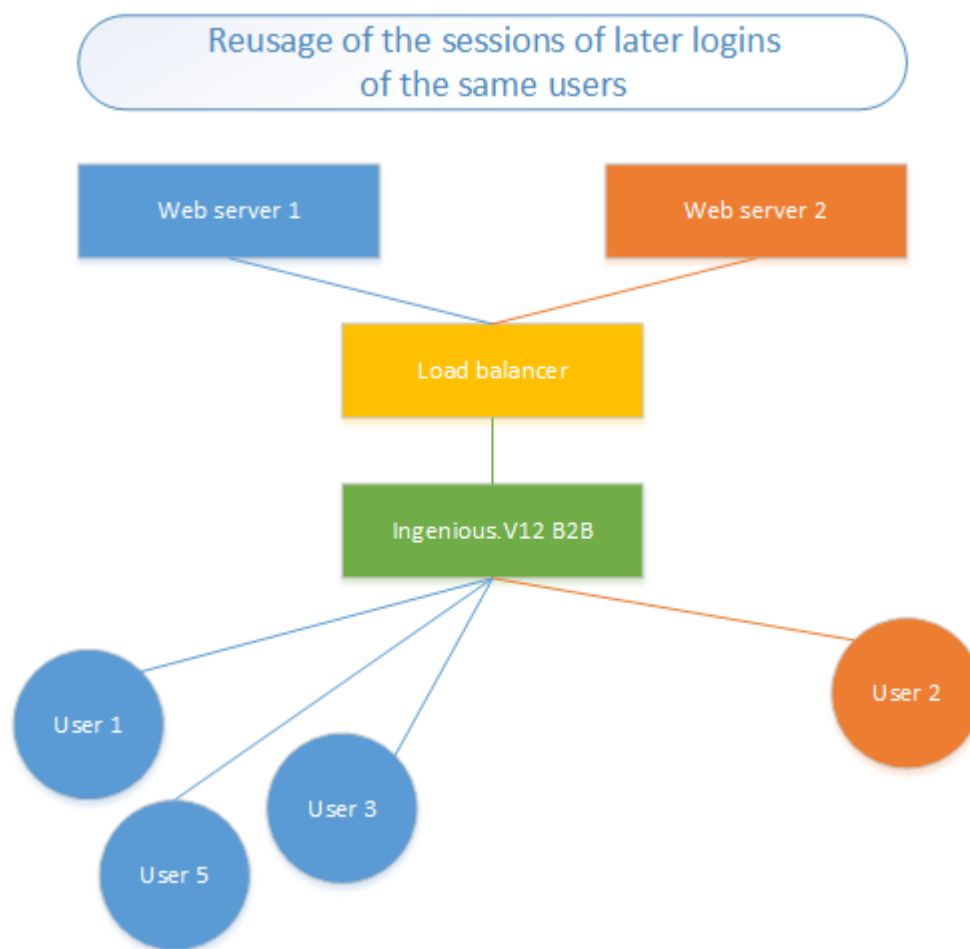 Reusage of the sessions of later logins
of the same users
Web server 1
Web server 2
Load balancer
Ingenious.V12 B2B
User 1
User 2
User 3
User 5